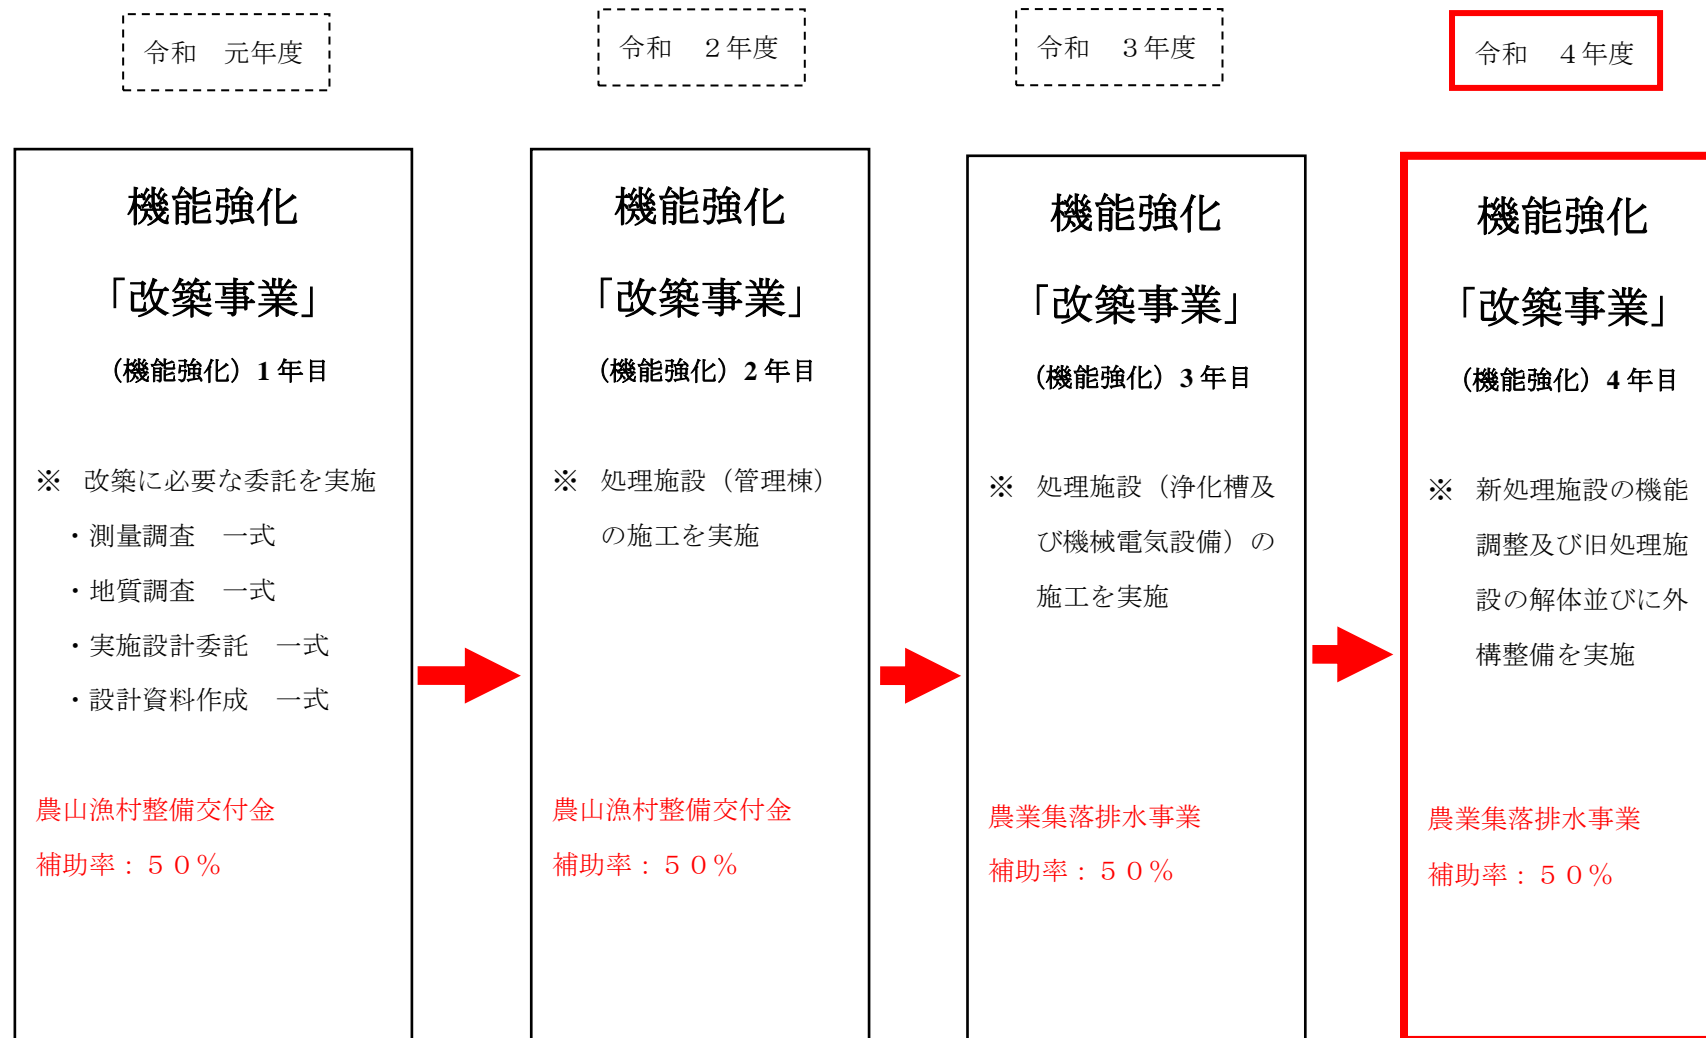 令和　元年度
令和　２年度
令和　３年度
令和　４年度
機能強化
「改築事業」
（機能強化）1 年目
※　改築に必要な委託を実施
・測量調査　一式
・地質調査　一式
・実施設計委託　一式
・設計資料作成　一式
農山漁村整備交付金
補助率：５０％
機能強化
「改築事業」
（機能強化）2 年目
※　処理施設（管理棟）
の施工を実施
農山漁村整備交付金
補助率：５０％
機能強化
「改築事業」
（機能強化）3 年目
※　処理施設（浄化槽及
び機械電気設備）の
施工を実施
農業集落排水事業
補助率：５０％
機能強化
「改築事業」
（機能強化）4 年目
※　新処理施設の機能
調整及び旧処理施
設の解体並びに外
構整備を実施
農業集落排水事業
補助率：５０％